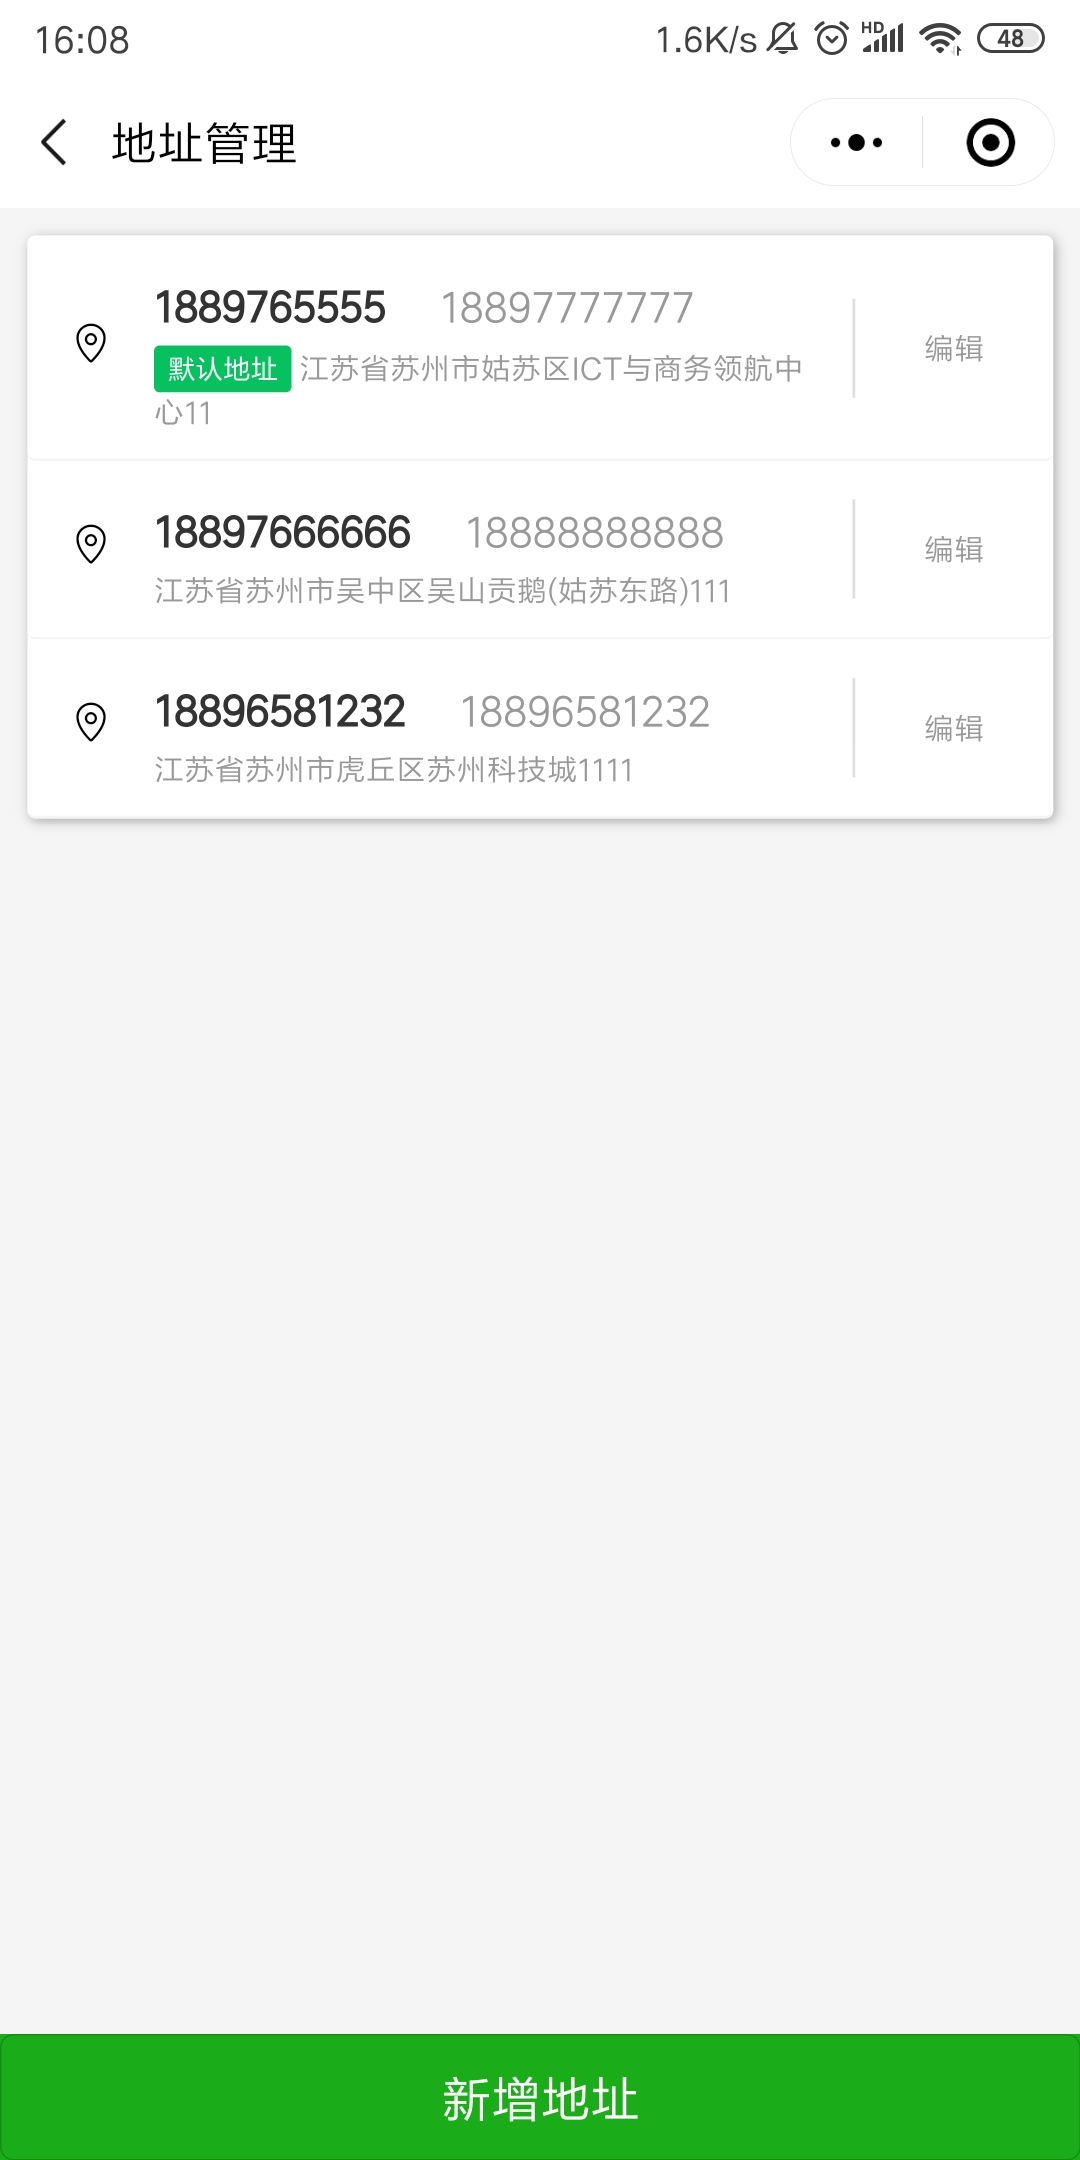 16:08 1.6K/s HD 48
地址管理
1889765555 18897777777
默认地址 江苏省苏州市姑苏区ICT与商务领航中
心11
编辑
18897666666 18888888888
江苏省苏州市吴中区吴山贡鹅(姑苏东路)111
编辑
18896581232 18896581232
江苏省苏州市虎丘区苏州科技城1111
编辑
新增地址